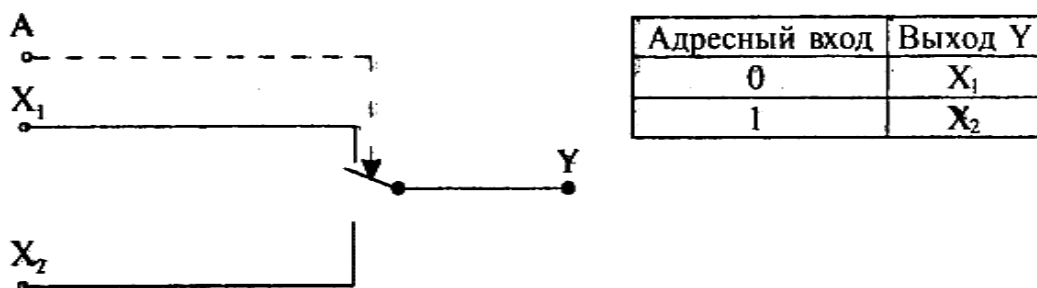 A
X₁
X₂
Y
Адресный вход Выход Y
0 X₁
1 X₂